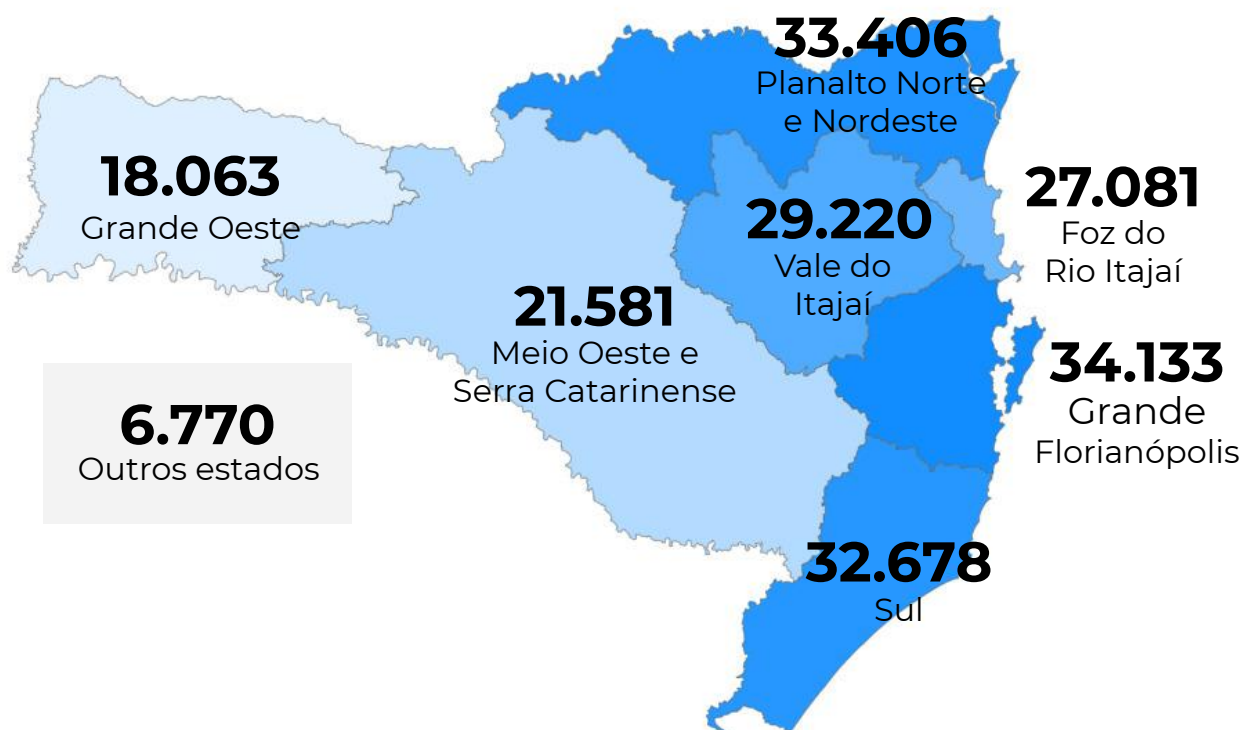 33.406
Planalto Norte
e Nordeste
18.063
Grande Oeste
29.220
Vale do
Itajaí
27.081
Foz do
Rio Itajaí
21.581
Meio Oeste e
Serra Catarinense
34.133
Grande
Florianópolis
6.770
Outros estados
32.678
Sul